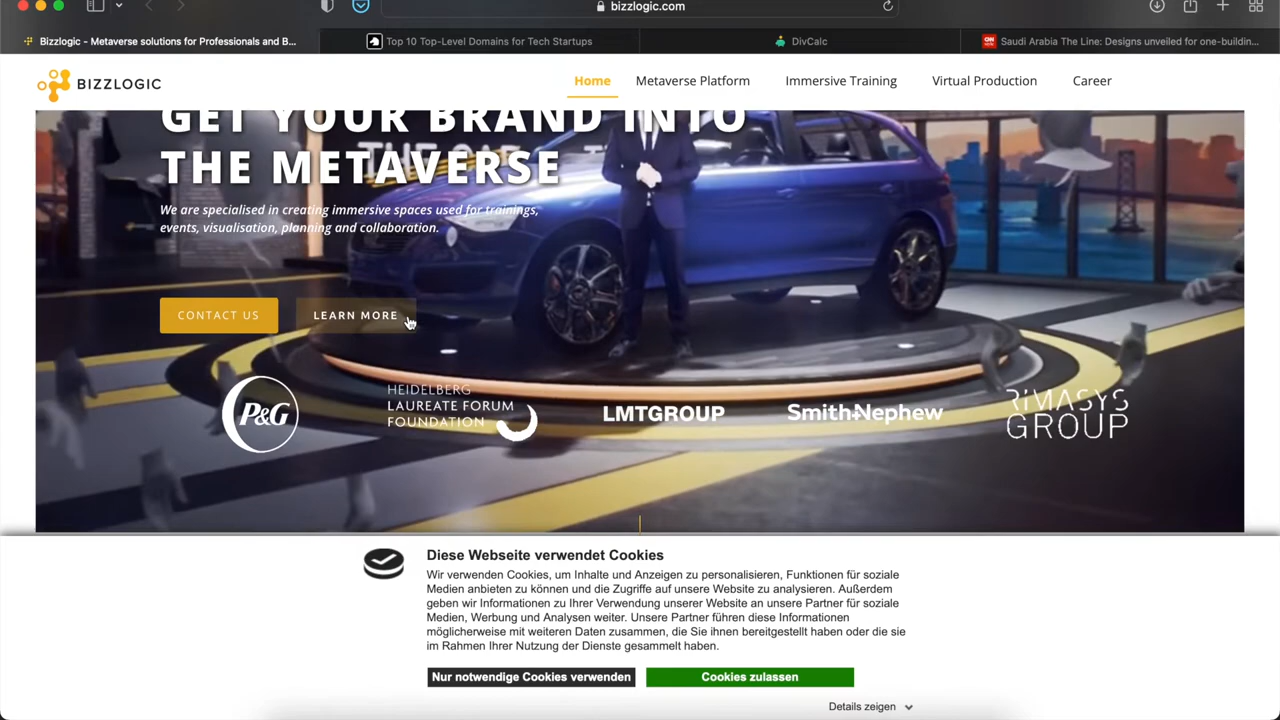 bizzlogic.com
Bizzlogic - Metaverse solutions for Professionals and B...
Top 10 Top-Level Domains for Tech Startups
DivCalc
CNN
Saudi Arabia The Line: Designs unveiled for one-buildin...
BIZZLOGIC
Home
Metaverse Platform
Immersive Training
Virtual Production
Career
GET YOUR BRAND INTO
THE METAVERSE
We are specialised in creating immersive spaces used for trainings,
events, visualisation, planning and collaboration.
CONTACT US
LEARN MORE
P&G
HEIDELBERG
LAUREATE FORUM
FOUNDATION
LMTGROUP
Smith+Nephew
RIMASYS
GROUP
Diese Webseite verwendet Cookies
Wir verwenden Cookies, um Inhalte und Anzeigen zu personalisieren, Funktionen für soziale
Medien anbieten zu können und die Zugriffe auf unsere Website zu analysieren. Außerdem
geben wir Informationen zu Ihrer Verwendung unserer Website an unsere Partner für soziale
Medien, Werbung und Analysen weiter. Unsere Partner führen diese Informationen
möglicherweise mit weiteren Daten zusammen, die Sie ihnen bereitgestellt haben oder die sie
im Rahmen Ihrer Nutzung der Dienste gesammelt haben.
Nur notwendige Cookies verwenden
Cookies zulassen
Details zeigen